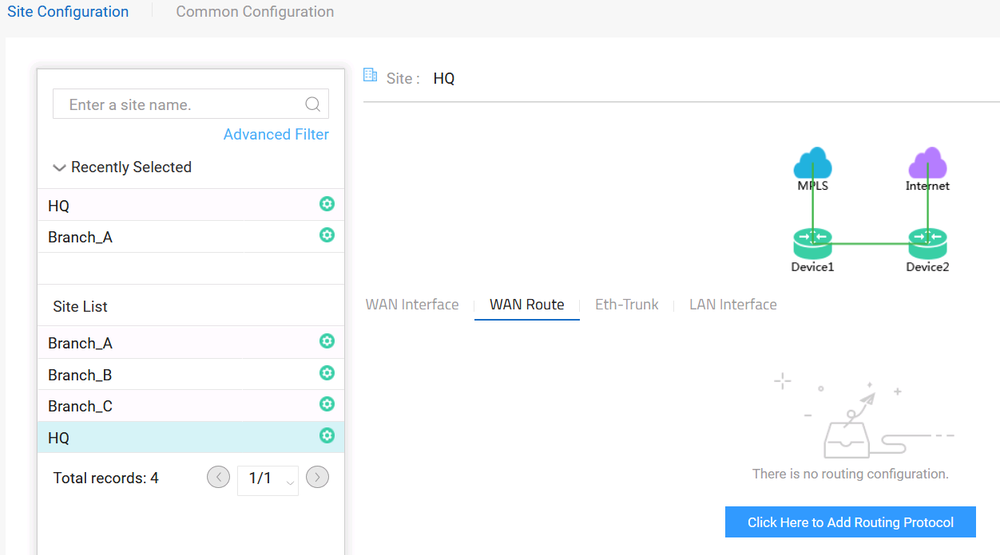 Site Configuration
Common Configuration
Enter a site name.
Advanced Filter
Recently Selected
HQ
Branch_A
Site List
Branch_A
Branch_B
Branch_C
HQ
Total records: 4
1/1
Site : HQ
MPLS
Internet
Device1
Device2
WAN Interface
WAN Route
Eth-Trunk
LAN Interface
There is no routing configuration.
Click Here to Add Routing Protocol